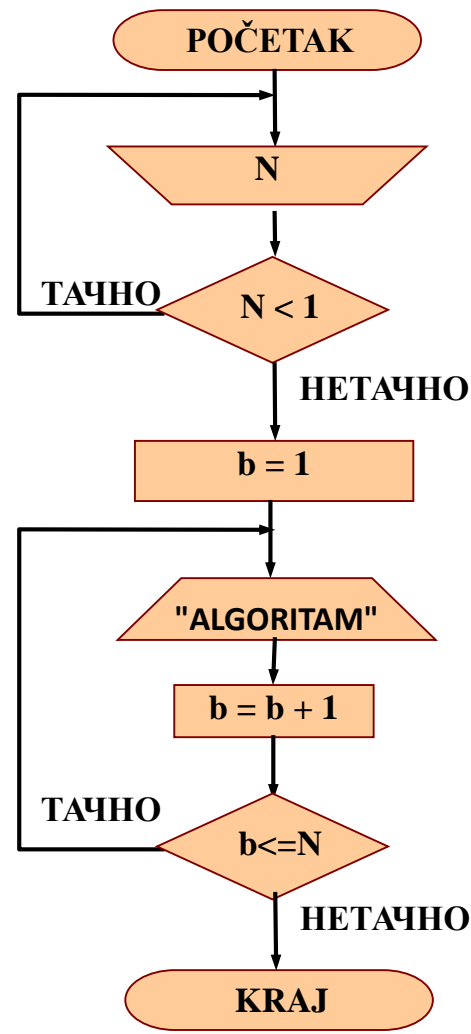 POČETAK
N
ТАЧНО
N < 1
НЕТАЧНО
b = 1
"ALGORITAM"
b = b + 1
ТАЧНО
b<=N
НЕТАЧНО
KRAJ